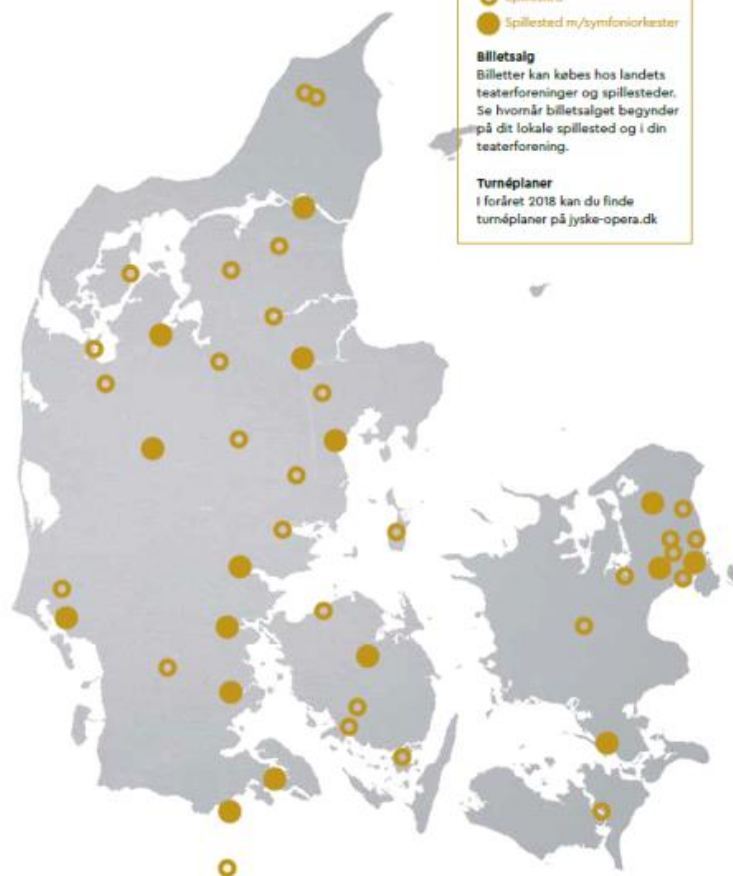 Spillested
Spillested m/symfoniorkester
Billetsalg
Billetter kan købes hos landets
teaterforeninger og spillesteder.
Se hvornår billetsalget begynder
på dit lokale spillested og i din
teaterforening.
Turnéplaner
I foråret 2018 kan du finde
turnéplaner på jyske-opera.dk